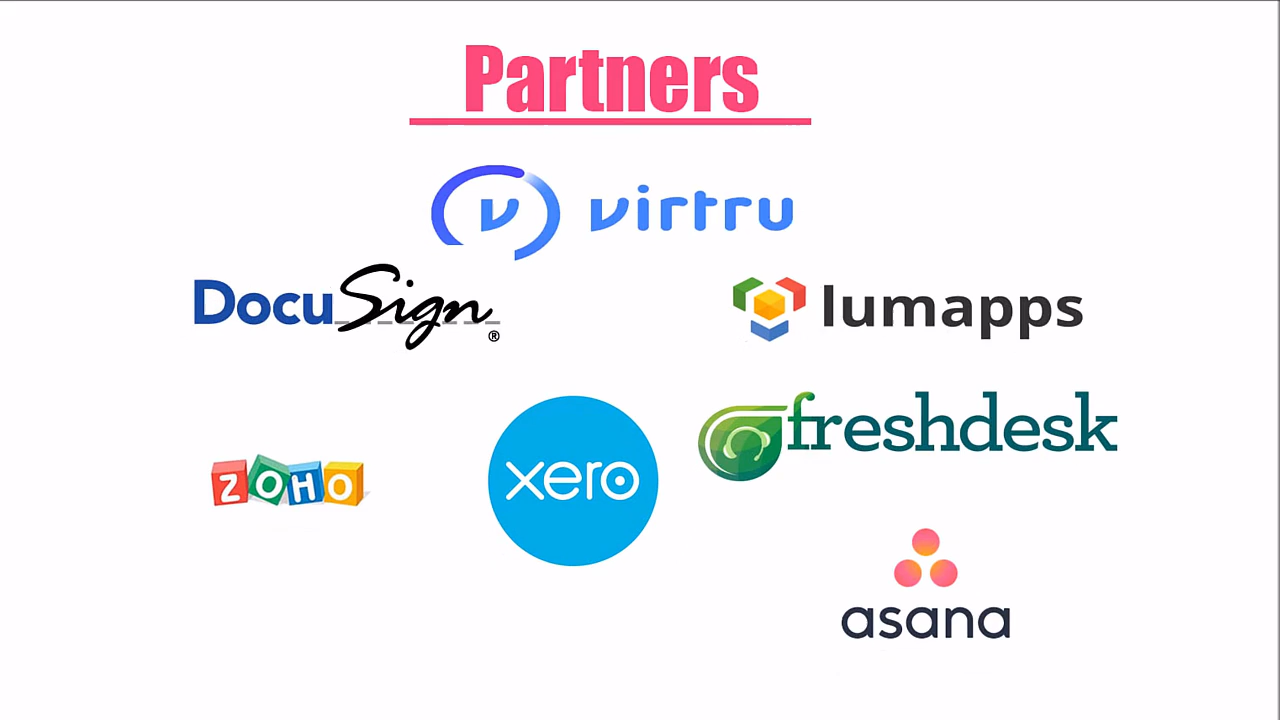 Partners
v virtru
DocuSign®
lumapps
freshdesk
ZOHO
xero
asana